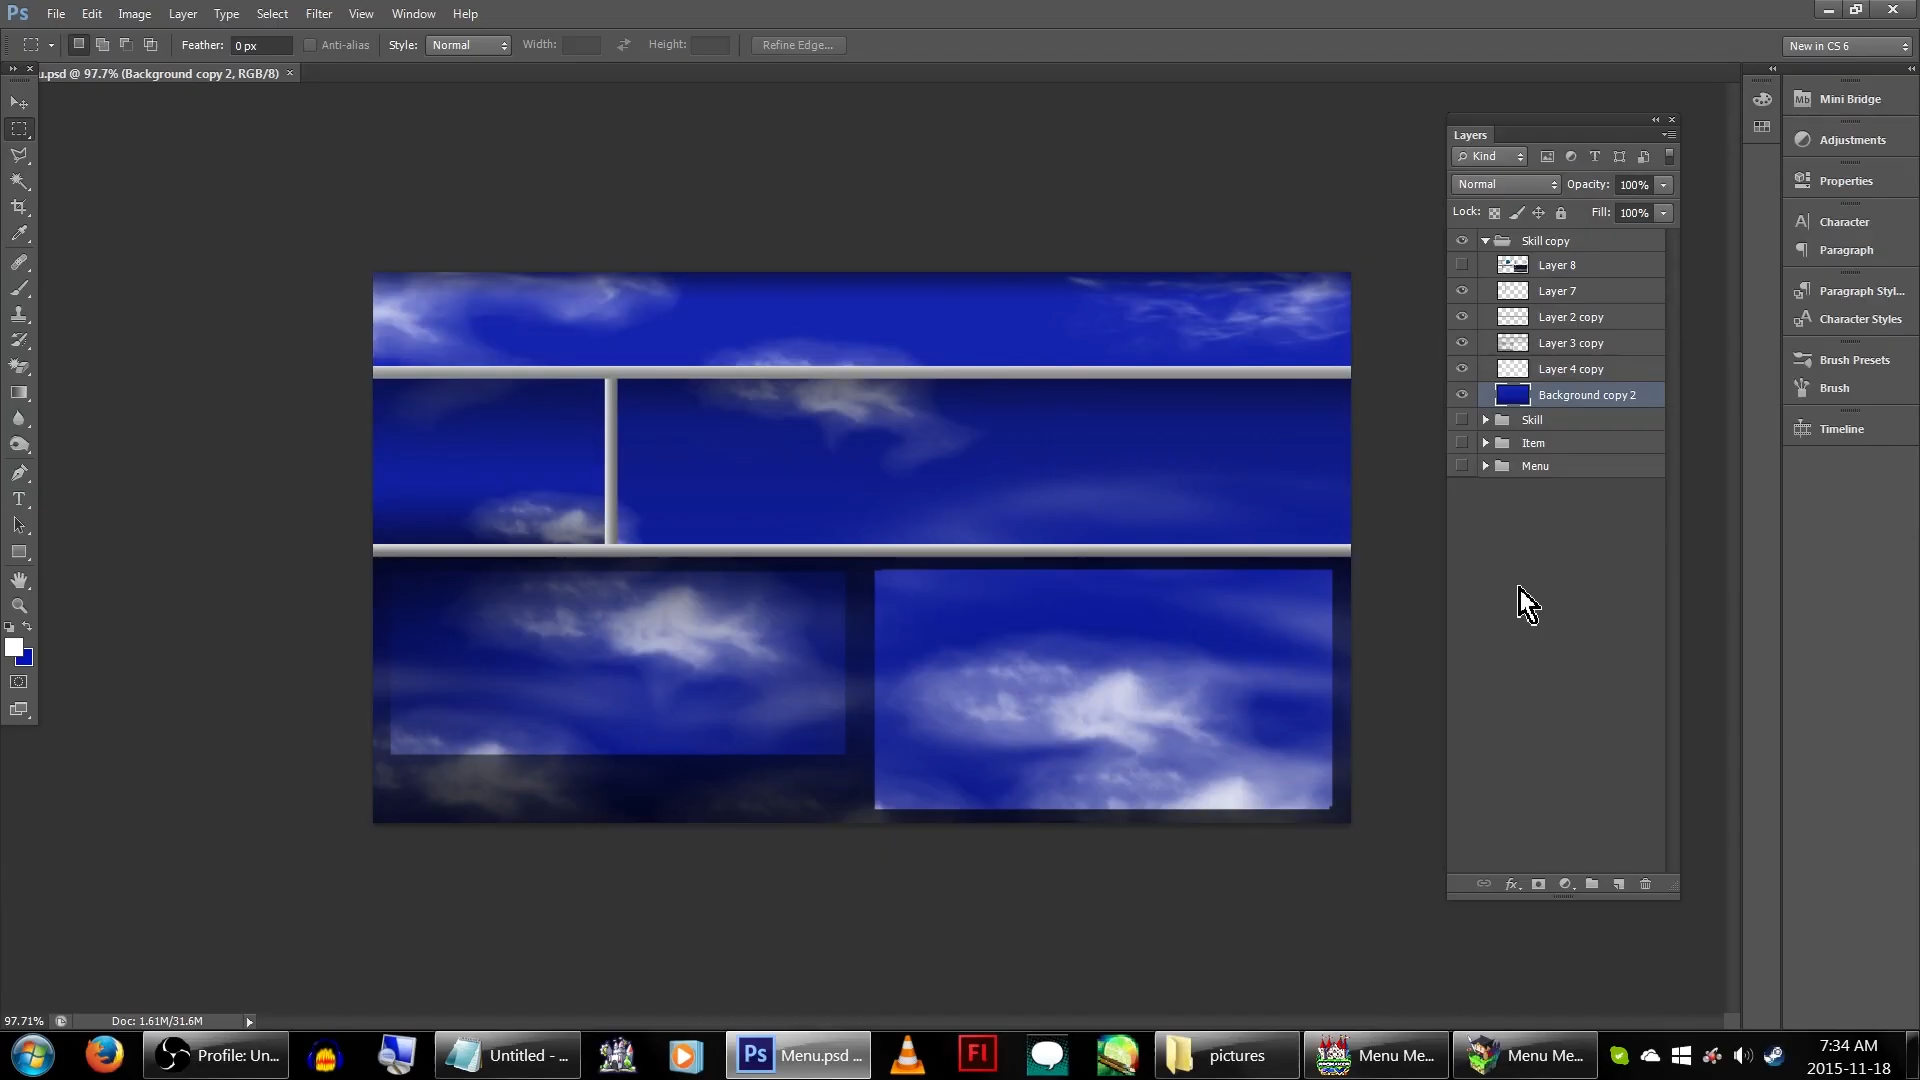 Ps File Edit Image Layer Type Select Filter Analysis View Window Help
Feather: 0 px Anti-alias Style: Normal Width: Height: Refine Edge... New in CS 6
u.psd @ 97.7% (Background copy 2, RGB/8)
Mb Mini Bridge
Adjustments
Properties
Character
Paragraph
Paragraph Styl...
Character Styles
Brush Presets
Brush
Timeline
Layers
Kind
Normal Opacity: 100%
Lock: Fill: 100%
Skill copy
Layer 8
Layer 7
Layer 2 copy
Layer 3 copy
Layer 4 copy
Background copy 2
Skill
Item
Menu
97.71% Doc: 1.61M/31.6M
Profile: Un... Untitled - ... Ps Menu.psd ... Fl pictures Menu Me... Menu Me...
7:34 AM
2015-11-18